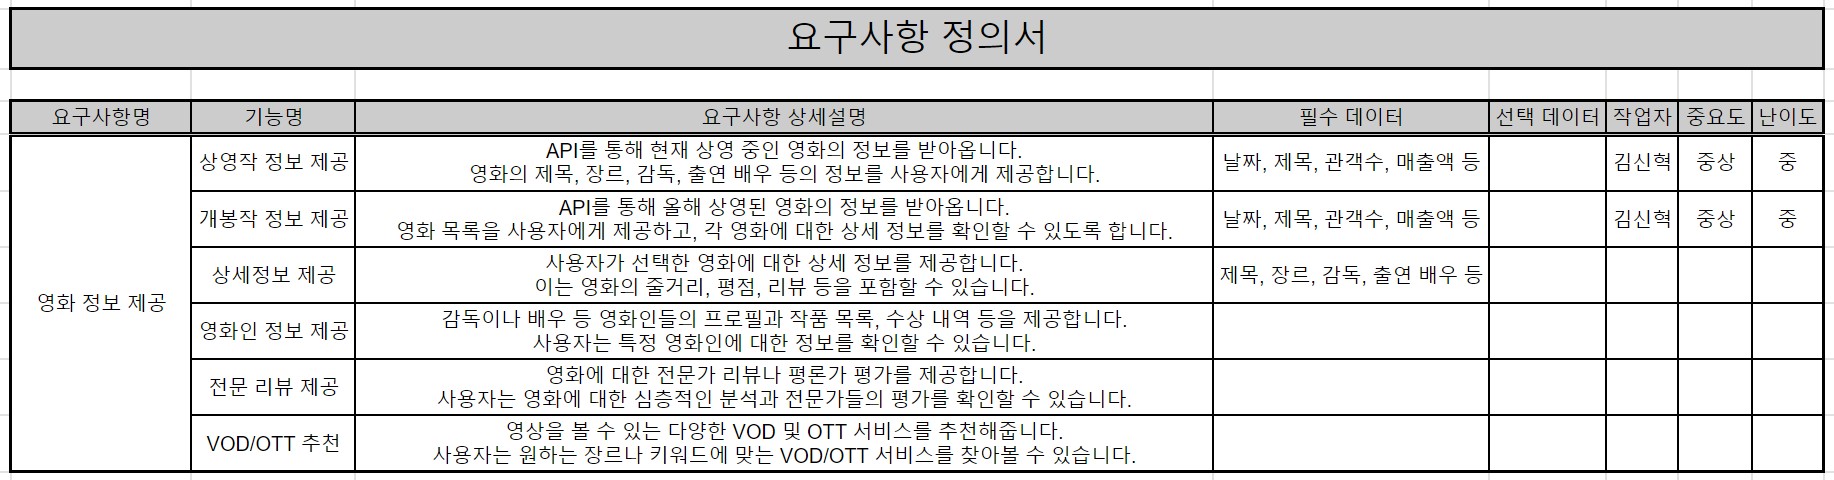 요구사항 정의서
요구사항명 기능명 요구사항 상세설명 필수 데이터 선택 데이터 작업자 중요도 난이도
영화 정보 제공
상영작 정보 제공
API를 통해 현재 상영 중인 영화의 정보를 받아옵니다.
영화의 제목, 장르, 감독, 출연 배우 등의 정보를 사용자에게 제공합니다.
날짜, 제목, 관객수, 매출액 등
김신혁
중상
중
개봉작 정보 제공
API를 통해 올해 상영된 영화의 정보를 받아옵니다.
영화 목록을 사용자에게 제공하고, 각 영화에 대한 상세 정보를 확인할 수 있도록 합니다.
날짜, 제목, 관객수, 매출액 등
김신혁
중상
중
상세정보 제공
사용자가 선택한 영화에 대한 상세 정보를 제공합니다.
이는 영화의 줄거리, 평점, 리뷰 등을 포함할 수 있습니다.
제목, 장르, 감독, 출연 배우 등
영화인 정보 제공
감독이나 배우 등 영화인들의 프로필과 작품 목록, 수상 내역 등을 제공합니다.
사용자는 특정 영화인에 대한 정보를 확인할 수 있습니다.
전문 리뷰 제공
영화에 대한 전문가 리뷰나 평론가 평가를 제공합니다.
사용자는 영화에 대한 심층적인 분석과 전문가들의 평가를 확인할 수 있습니다.
VOD/OTT 추천
영상을 볼 수 있는 다양한 VOD 및 OTT 서비스를 추천해줍니다.
사용자는 원하는 장르나 키워드에 맞는 VOD/OTT 서비스를 찾아볼 수 있습니다.